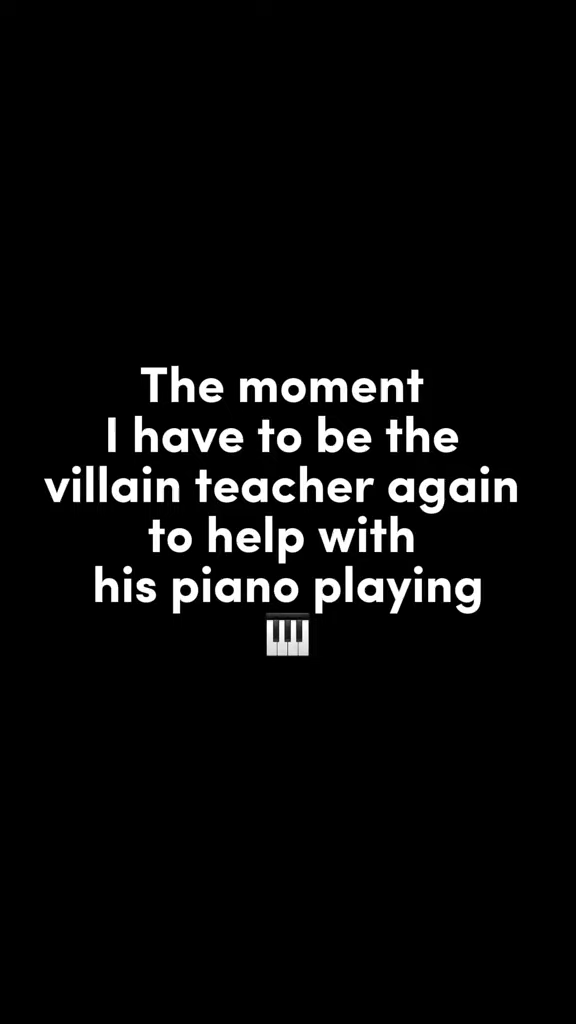 The moment
I have to be the
villain teacher again
to help with
his piano playing
🎹